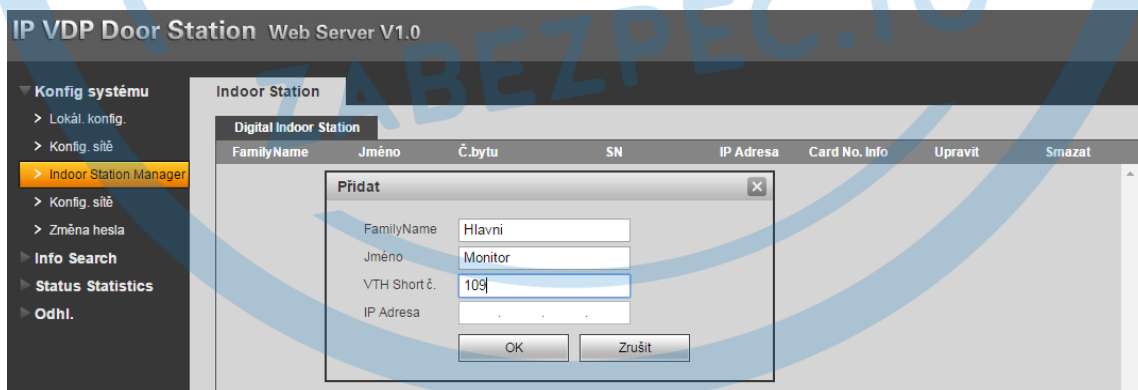 IP VDP Door Station Web Server V1.0
ZABEZPEC.TO
Konfig systému
Lokál. konfig.
Konfig. sítě
Indoor Station Manager
Konfig. sítě
Změna hesla
Info Search
Status Statistics
Odhl.
Indoor Station
Digital Indoor Station
FamilyName Jméno Č.bytu SN IP Adresa Card No. Info Upravit Smazat
Přidat
FamilyName Hlavni
Jméno Monitor
VTH Short č. 109
IP Adresa . . .
OK Zrušit